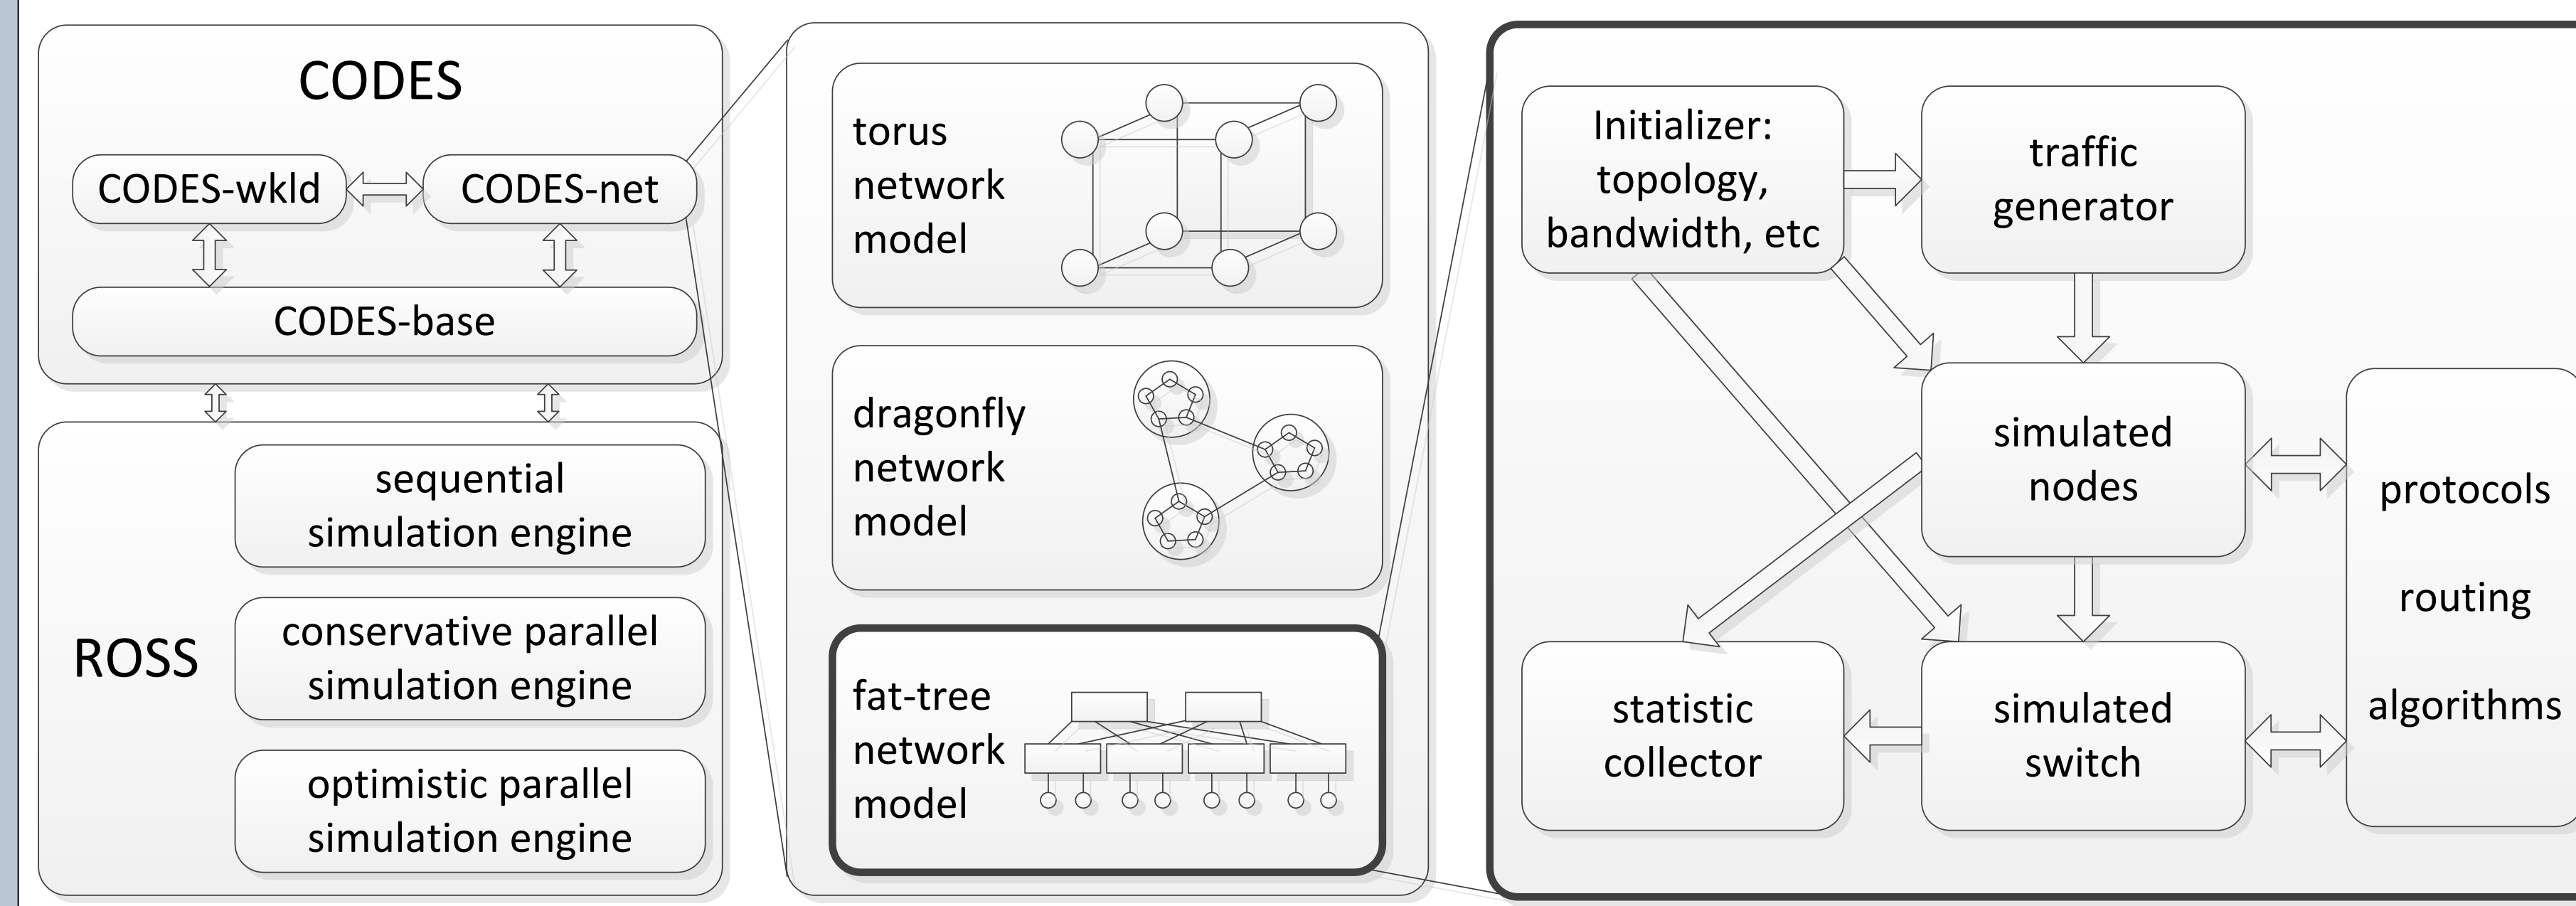 CODES
CODES-wkld
CODES-net
CODES-base
ROSS
sequential
simulation engine
conservative parallel
simulation engine
optimistic parallel
simulation engine
torus
network
model
dragonfly
network
model
fat-tree
network
model
Initializer:
topology,
bandwidth, etc
traffic
generator
simulated
nodes
statistic
collector
simulated
switch
protocols
routing
algorithms